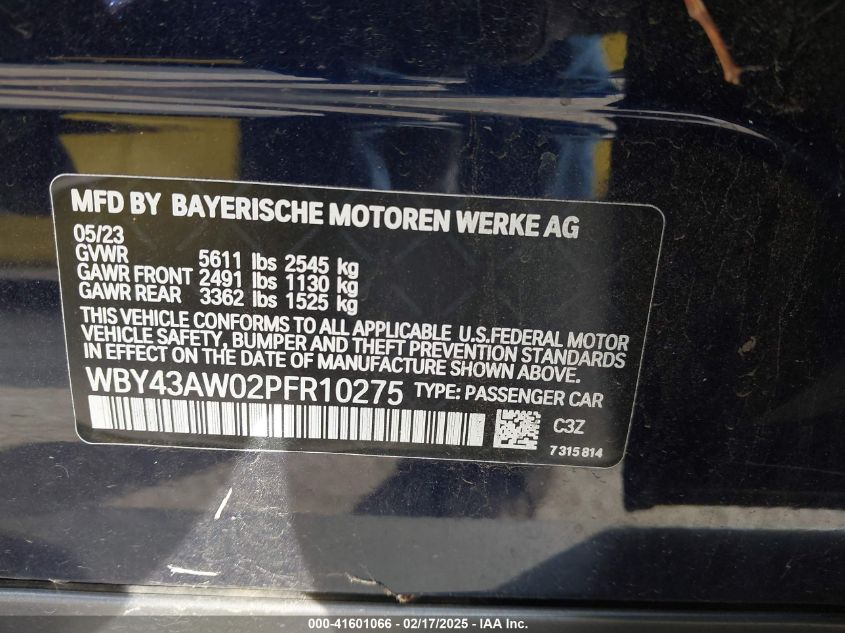 MFD BY BAYERISCHE MOTOREN WERKE AG
05/23
GVWR 5611 lbs 2545 kg
GAWR FRONT 2491 lbs 1130 kg
GAWR REAR 3362 lbs 1525 kg
THIS VEHICLE CONFORMS TO ALL APPLICABLE U.S.FEDERAL MOTOR
VEHICLE SAFETY, BUMPER AND THEFT PREVENTION STANDARDS
IN EFFECT ON THE DATE OF MANUFACTURE SHOWN ABOVE.
WBY43AW02PFR10275 TYPE: PASSENGER CAR
C3Z
7315814
000-41601066 - 02/17/2025 - IAA Inc.